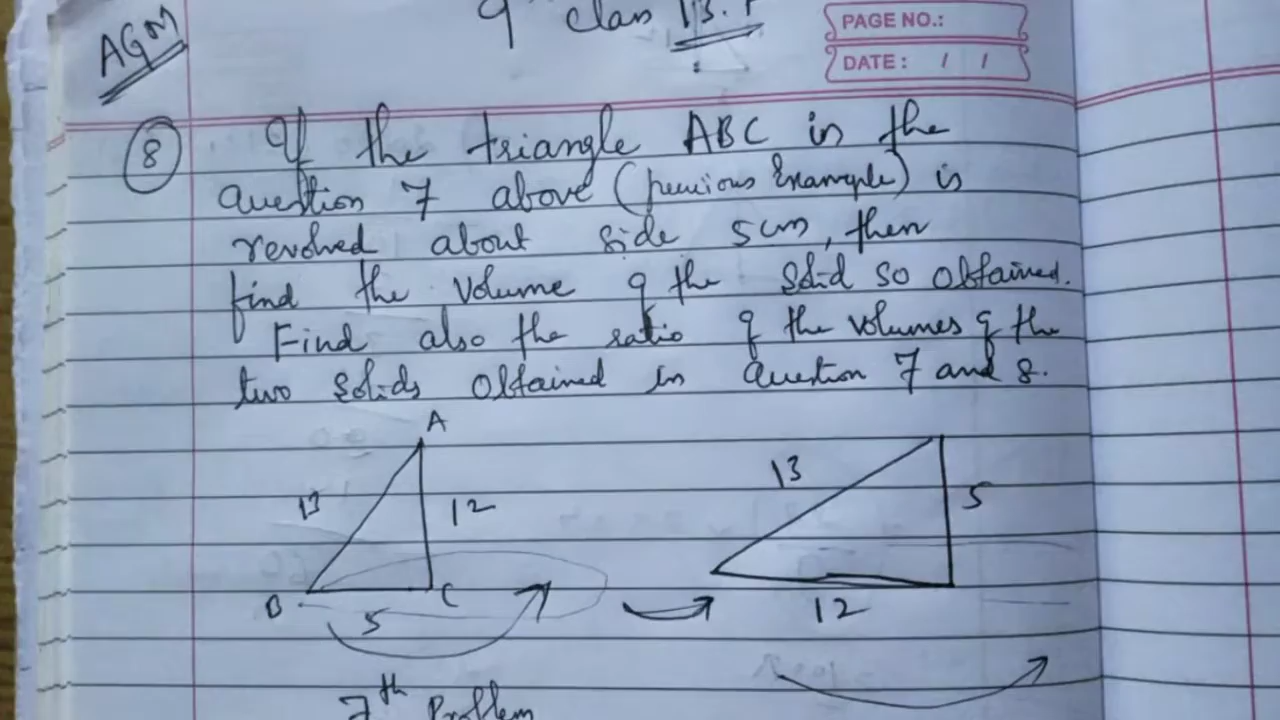 AGM
9 class 13.7
PAGE NO.:
DATE: / /
8
If the triangle ABC in the
Question 7 above (previous Example) is
revolved about side 5cm, then
find the volume of the solid so obtained.
Find also the ratio of the volumes of the
two solids obtained in Question 7 and 8.
A
13
12
B
5
C
13
5
12
7th Problem